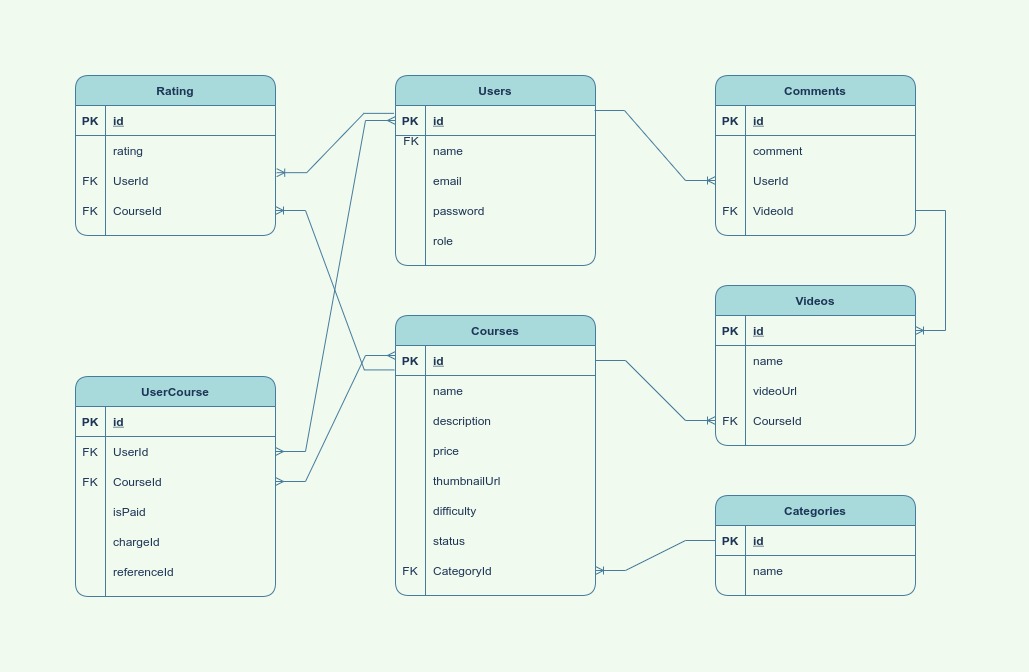 Rating
PK id
rating
FK UserId
FK CourseId
Users
PK id
FK
name
email
password
role
Comments
PK id
comment
UserId
FK VideoId
Videos
PK id
name
videoUrl
FK CourseId
Courses
PK id
name
description
price
thumbnailUrl
difficulty
status
FK CategoryId
UserCourse
PK id
FK UserId
FK CourseId
isPaid
chargeId
referenceId
Categories
PK id
name